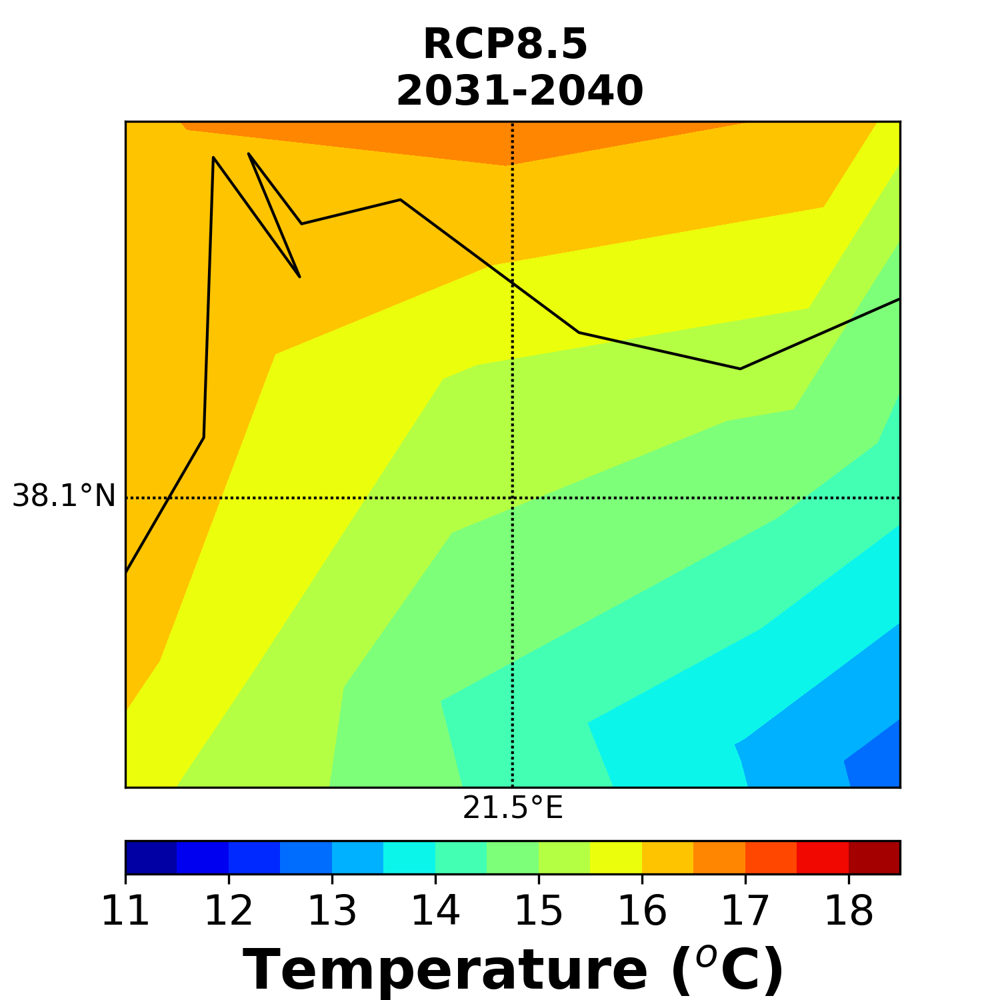 RCP8.5
2031-2040
38.1°N
21.5°E
11 12 13 14 15 16 17 18
Temperature (°C)